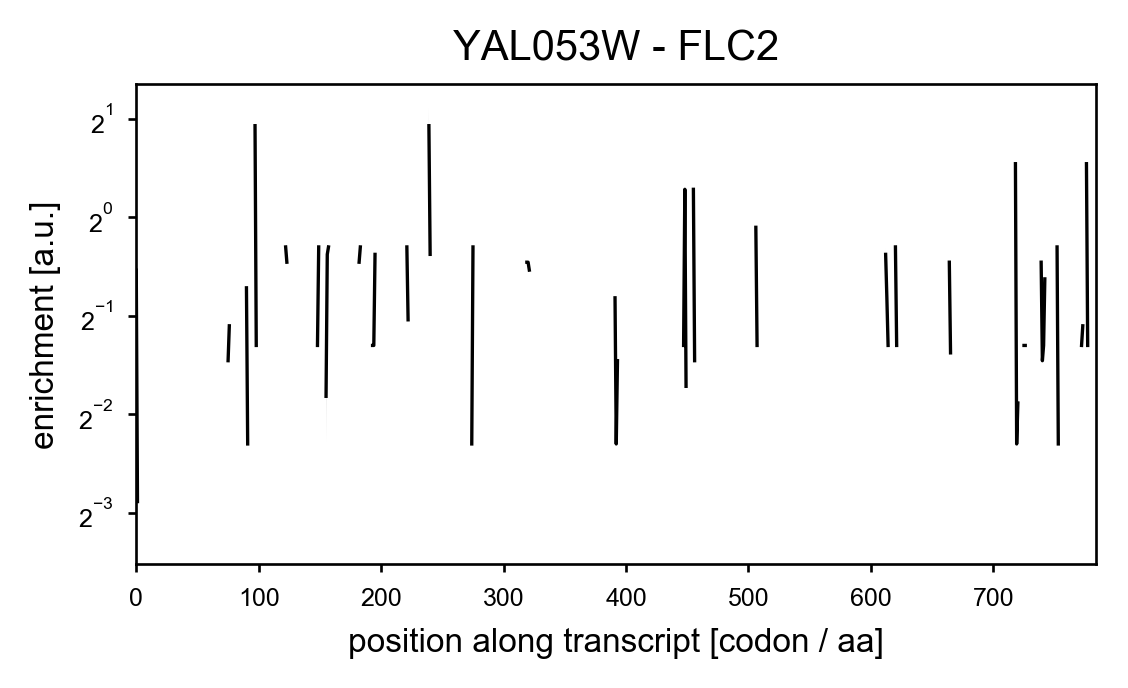 YAL053W - FLC2
enrichment [a.u.]
2^1
2^0
2^−1
2^−2
2^−3
0 100 200 300 400 500 600 700
position along transcript [codon / aa]